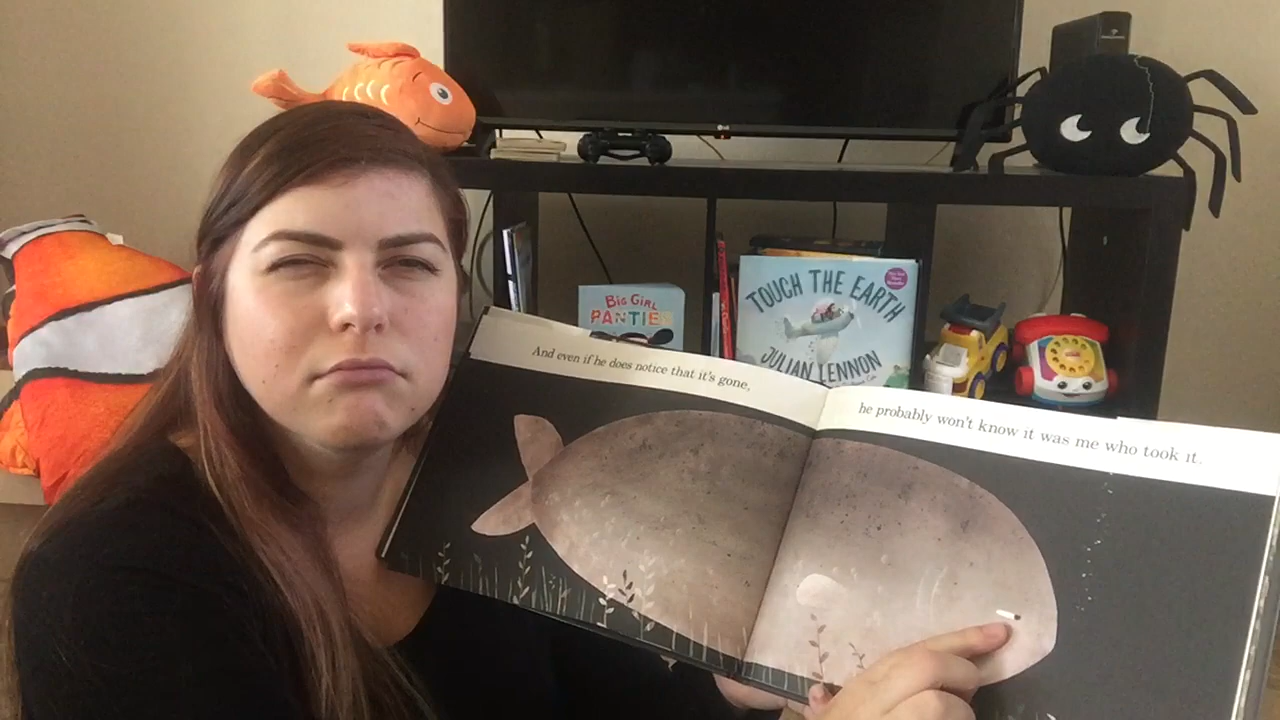 BIG GIRL
PANTIES
TOUCH THE EARTH
JULIAN LENNON
And even if he does notice that it's gone,
he probably won't know it was me who took it.